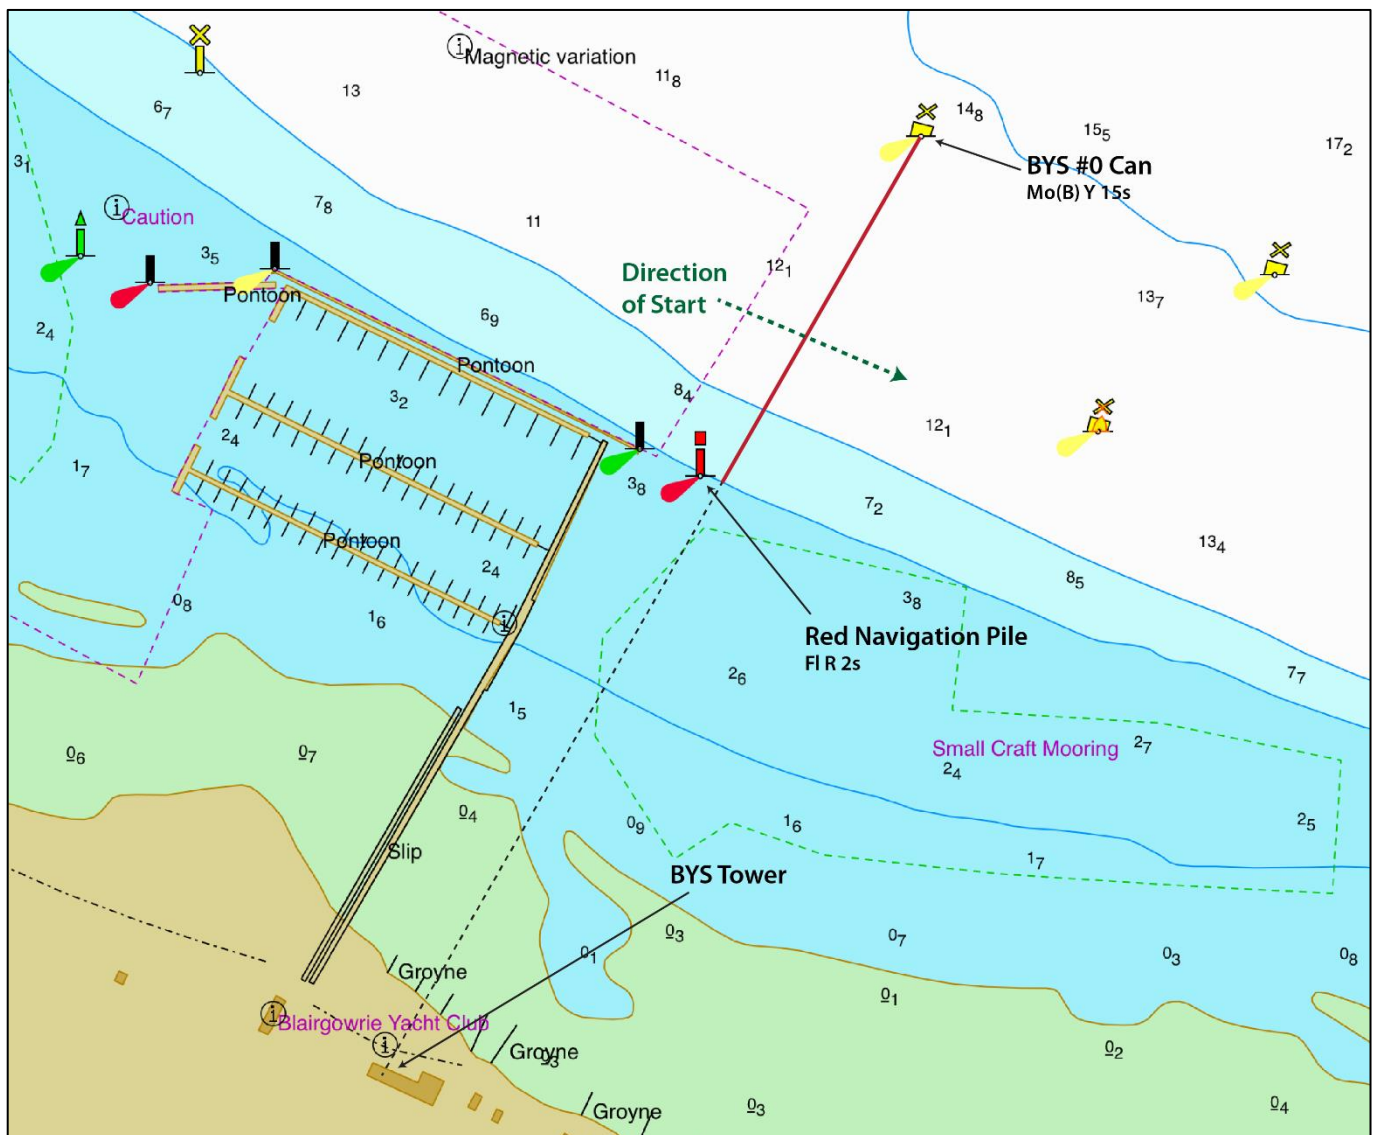 Magnetic variation
11₈
13
6₇
14₈
15₅
17₂
BYS #0 Can
Mo(B) Y 15s
3₁
7₈
Caution
11
3₅
Direction
of Start
12₁
13₇
Pontoon
6₉
2₄
Pontoon
8₄
3₂
12₁
2₄
Pontoon
1₇
3₈
7₂
Pontoon
13₄
2₄
8₅
0₈
3₈
1₆
Red Navigation Pile
Fl R 2s
2₆
7₇
1₅
0₆
0₇
Small Craft Mooring
2₇
2₄
0₄
0₉
1₆
2₅
Slip
1₇
BYS Tower
0₃
0₇
0₁
0₃
0₈
Groyne
0₁
Blairgowrie Yacht Club
Groyne
0₃
0₂
Groyne
0₃
0₄